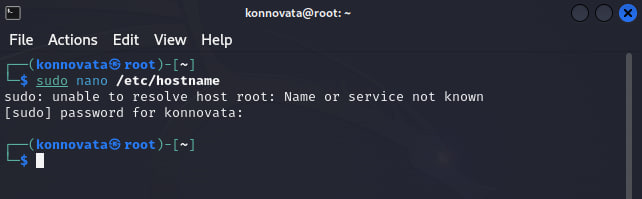 konnovata@root: ~
File Actions Edit View Help
┌──(konnovata㉿root)-[~]
└─$ sudo nano /etc/hostname
sudo: unable to resolve host root: Name or service not known
[sudo] password for konnovata:
┌──(konnovata㉿root)-[~]
└─$